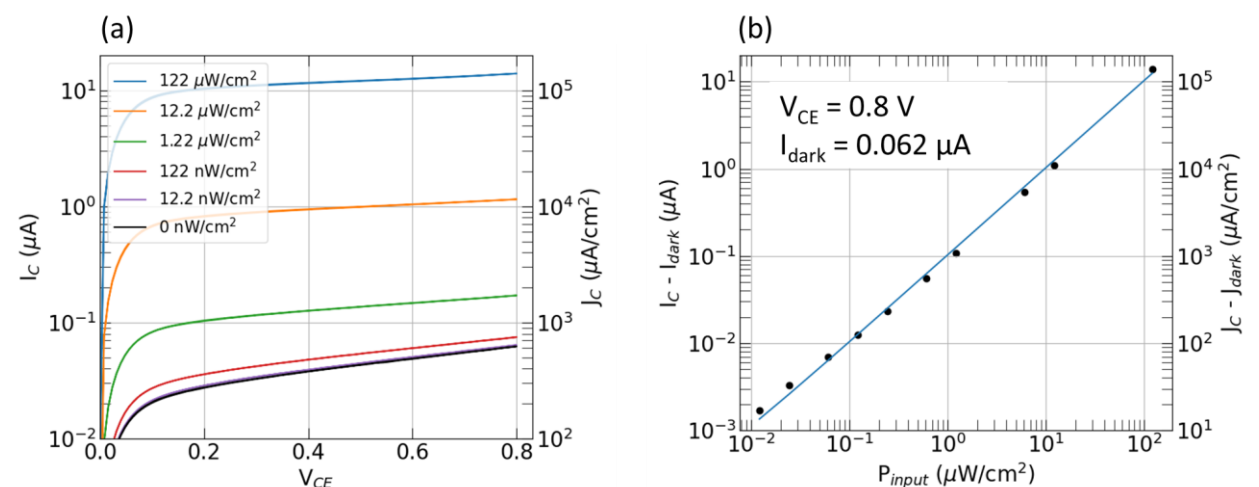 (a)
122 μW/cm²
12.2 μW/cm²
1.22 μW/cm²
122 nW/cm²
12.2 nW/cm²
0 nW/cm²
10¹
10⁰
10⁻¹
10⁻²
I_C (μA)
10⁵
10⁴
10³
10²
J_C (μA/cm²)
0.0 0.2 0.4 0.6 0.8
V_CE
(b)
V_CE = 0.8 V
I_dark = 0.062 μA
10¹
10⁰
10⁻¹
10⁻²
10⁻³
I_C - I_dark (μA)
10⁵
10⁴
10³
10²
10¹
J_C - J_dark (μA/cm²)
10⁻² 10⁻¹ 10⁰ 10¹ 10²
P_input (μW/cm²)